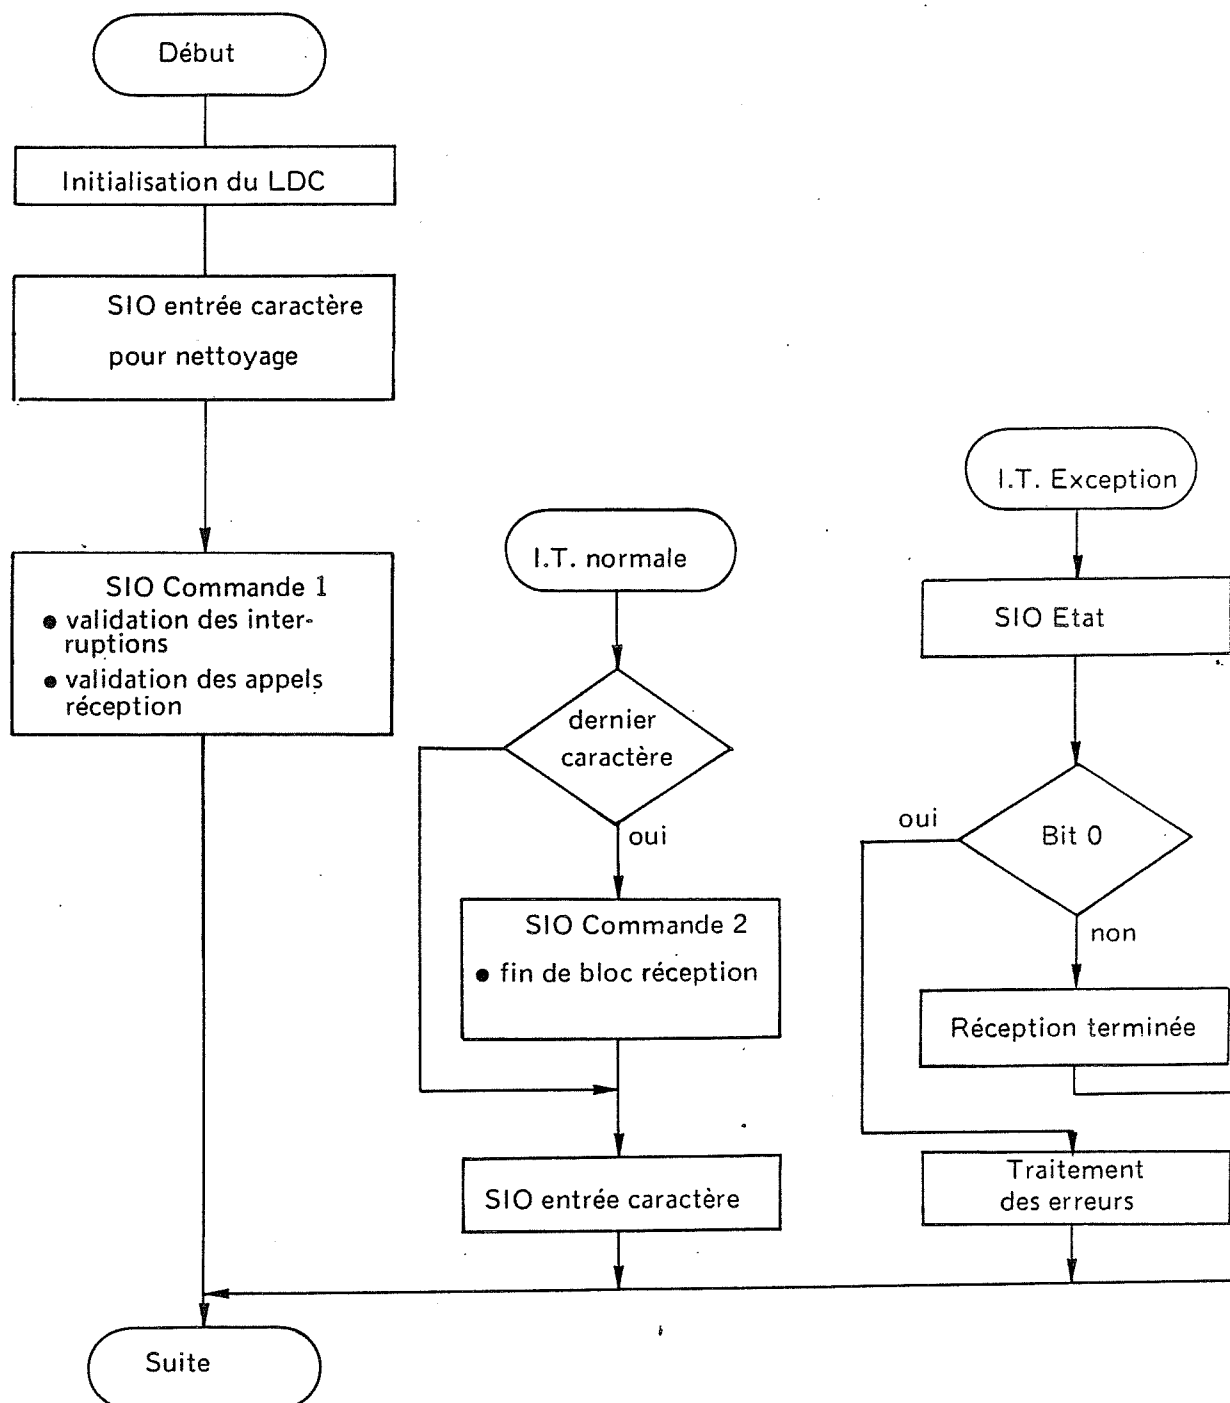 Début
Initialisation du LDC
SIO entrée caractère
pour nettoyage
SIO Commande 1
● validation des inter-
ruptions
● validation des appels
réception
Suite
I.T. normale
dernier
caractère
oui
SIO Commande 2
● fin de bloc réception
SIO entrée caractère
I.T. Exception
SIO Etat
Bit 0
oui
non
Réception terminée
Traitement
des erreurs